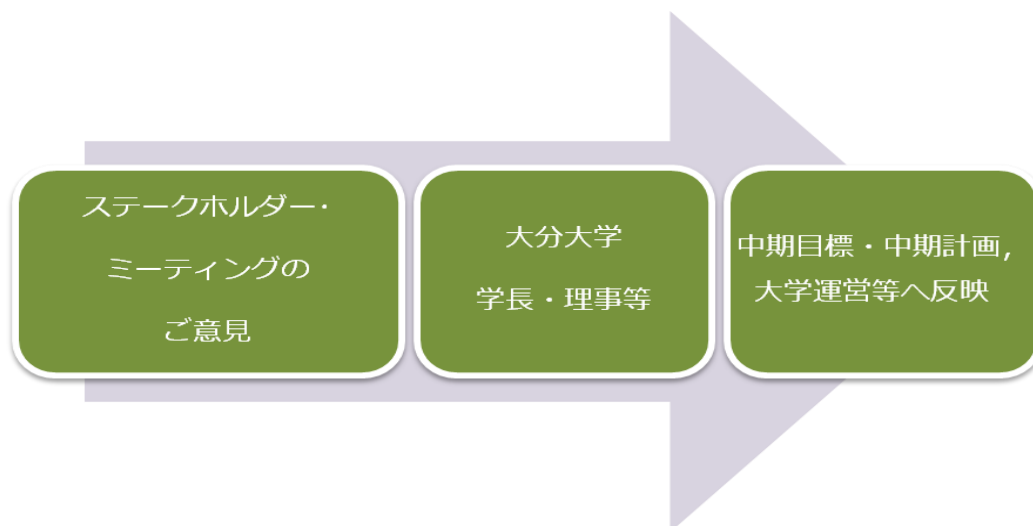 ステークホルダー・
ミーティングの
ご意見
大分大学
学長・理事等
中期目標・中期計画,
大学運営等へ反映